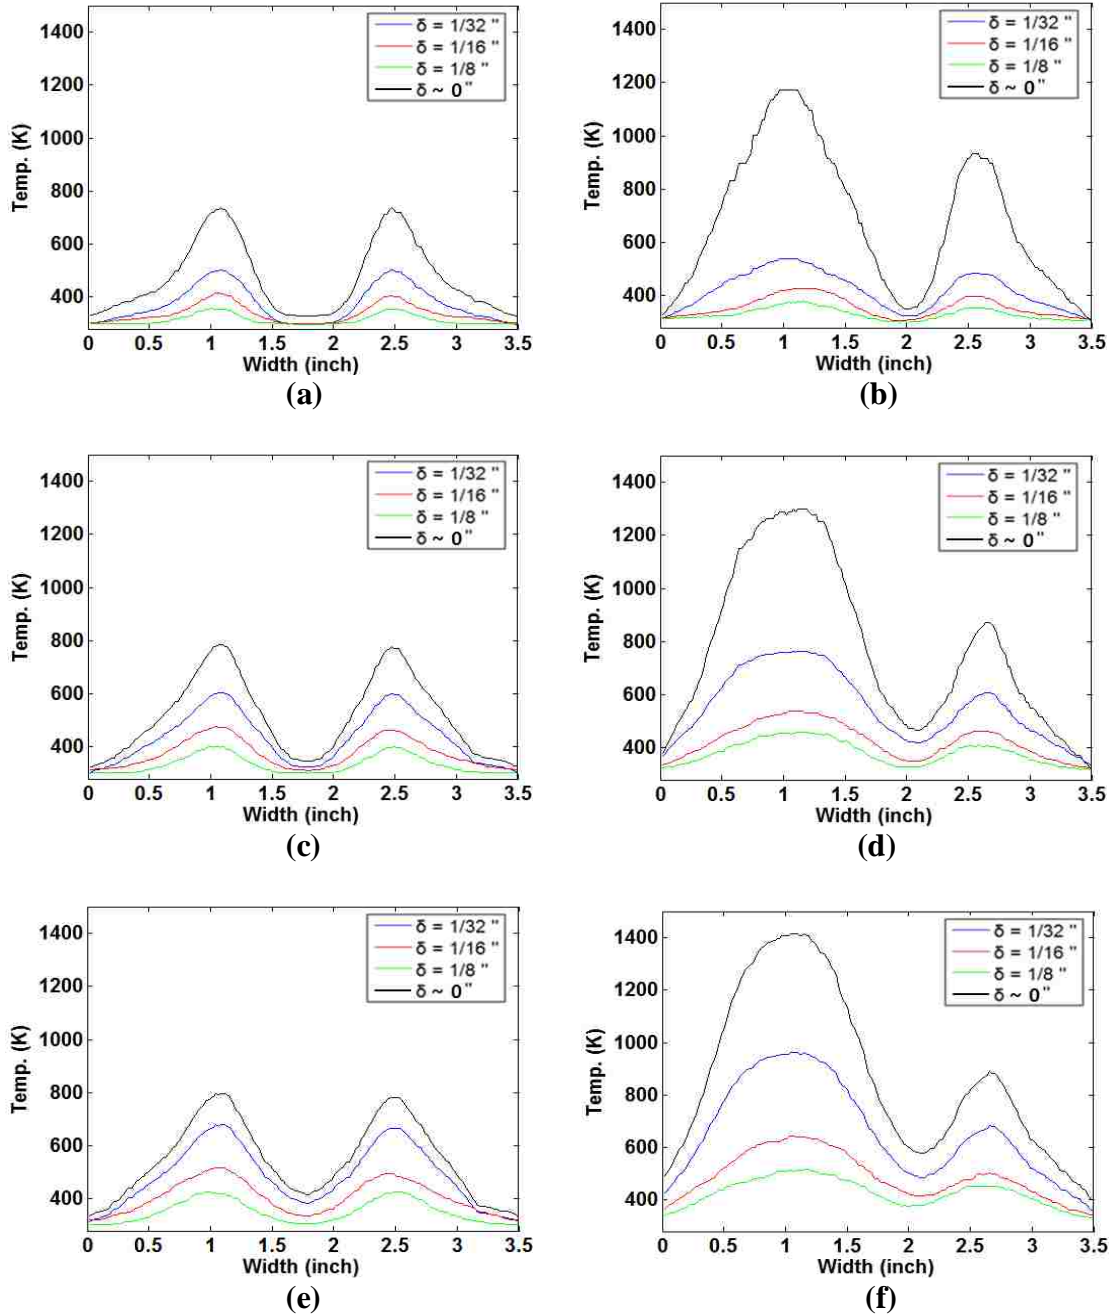 1400
1200
1000
800
600
400
Temp. (K)
δ = 1/32 "
δ = 1/16 "
δ = 1/8 "
δ ~ 0"
0 0.5 1 1.5 2 2.5 3 3.5
Width (inch)
(a)
1400
1200
1000
800
600
400
Temp. (K)
δ = 1/32 "
δ = 1/16 "
δ = 1/8 "
δ ~ 0"
0 0.5 1 1.5 2 2.5 3 3.5
Width (inch)
(b)
1400
1200
1000
800
600
400
Temp. (K)
δ = 1/32 "
δ = 1/16 "
δ = 1/8 "
δ ~ 0"
0 0.5 1 1.5 2 2.5 3 3.5
Width (inch)
(c)
1400
1200
1000
800
600
400
Temp. (K)
δ = 1/32 "
δ = 1/16 "
δ = 1/8 "
δ ~ 0"
0 0.5 1 1.5 2 2.5 3 3.5
Width (inch)
(d)
1400
1200
1000
800
600
400
Temp. (K)
δ = 1/32 "
δ = 1/16 "
δ = 1/8 "
δ ~ 0"
0 0.5 1 1.5 2 2.5 3 3.5
Width (inch)
(e)
1400
1200
1000
800
600
400
Temp. (K)
δ = 1/32 "
δ = 1/16 "
δ = 1/8 "
δ ~ 0"
0 0.5 1 1.5 2 2.5 3 3.5
Width (inch)
(f)